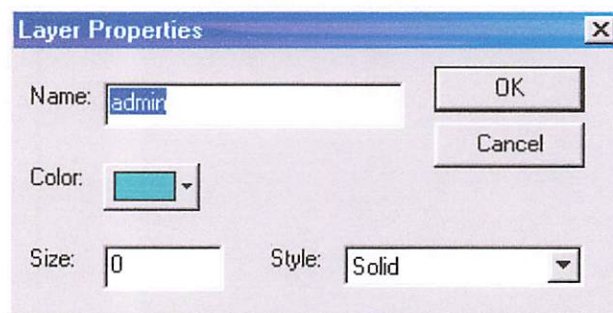 Layer Properties
Name: admin
OK
Cancel
Color:
Size: 0
Style: Solid